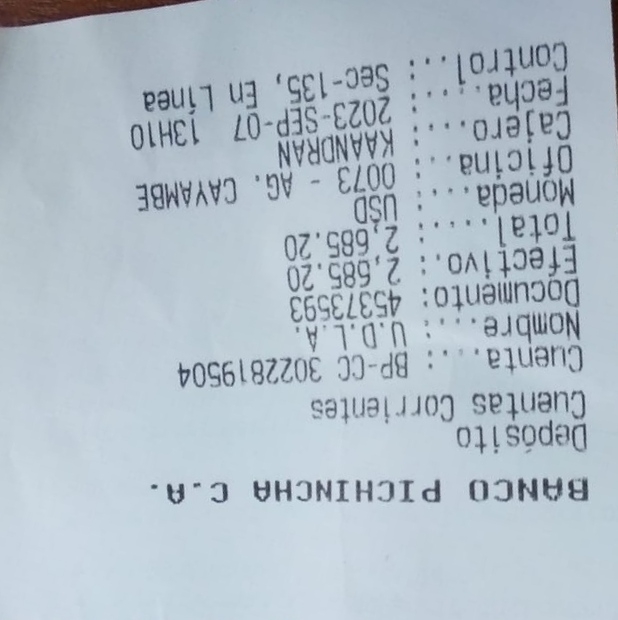 BANCO PICHINCHA C.A.
Depósito
Cuentas Corrientes
Cuenta...: BP-CC 3022819504
Nombre...: U.D.L.A.
Documento: 45373593
Efectivo.: 2,685.20
Total....: 2,685.20
Moneda...: USD
Oficina..: 0073 - AG. CAYAMBE
Cajero...: KAANDRAN
Fecha....: 2023-SEP-07 13H10
Control..: Sec-135, En Línea